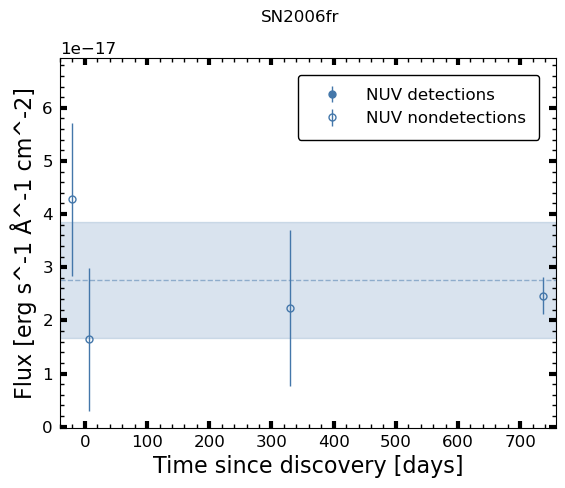 SN2006fr
1e−17
NUV detections
NUV nondetections
6
5
4
3
2
1
0
Flux [erg s^-1 Å^-1 cm^-2]
0 100 200 300 400 500 600 700
Time since discovery [days]